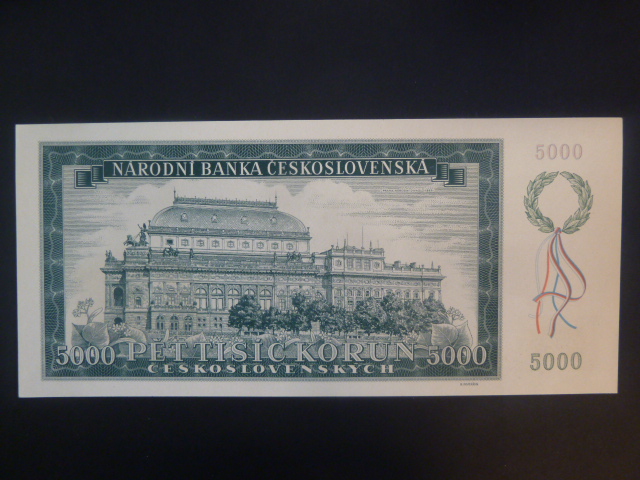 NÁRODNÍ BANKA ČESKOSLOVENSKÁ
5000
5000 PĚT TISÍC KORUN 5000
ČESKOSLOVENSKÝCH
5000